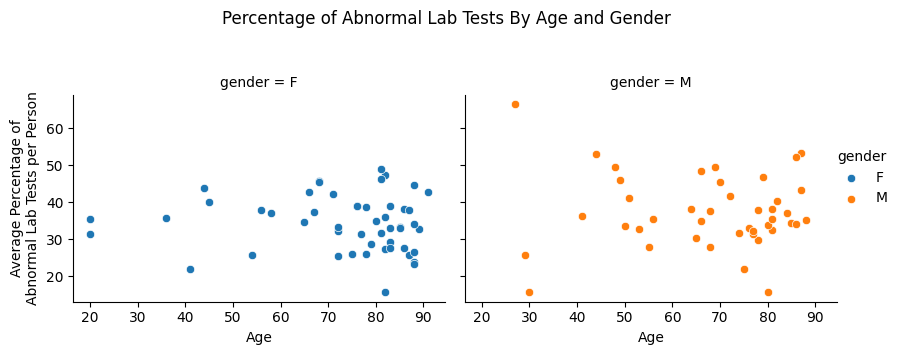 Percentage of Abnormal Lab Tests By Age and Gender
gender = F
gender = M
Average Percentage of
Abnormal Lab Tests per Person
60
50
40
30
20
20 30 40 50 60 70 80 90
Age
20 30 40 50 60 70 80 90
Age
gender
F
M